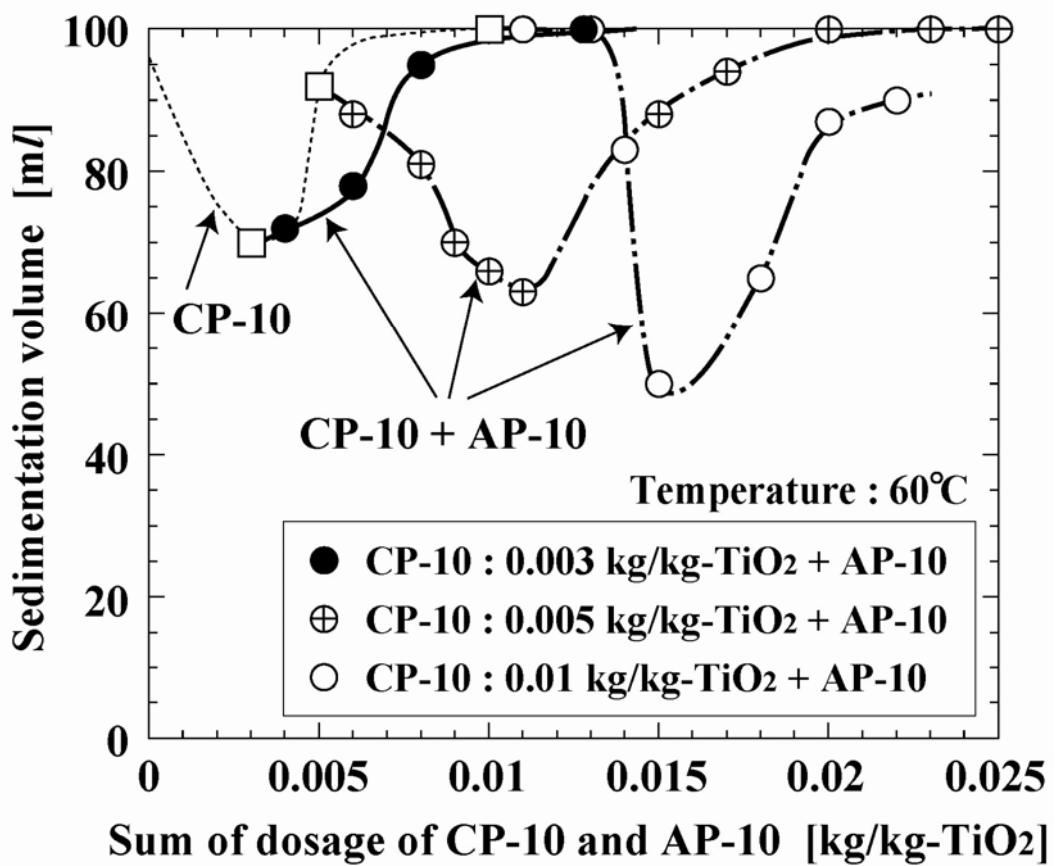 100
80
60
40
20
0
Sedimentation volume [ml]
CP-10
CP-10 + AP-10
Temperature : 60℃
CP-10 : 0.003 kg/kg-TiO₂ + AP-10
CP-10 : 0.005 kg/kg-TiO₂ + AP-10
CP-10 : 0.01 kg/kg-TiO₂ + AP-10
0 0.005 0.01 0.015 0.02 0.025
Sum of dosage of CP-10 and AP-10 [kg/kg-TiO₂]